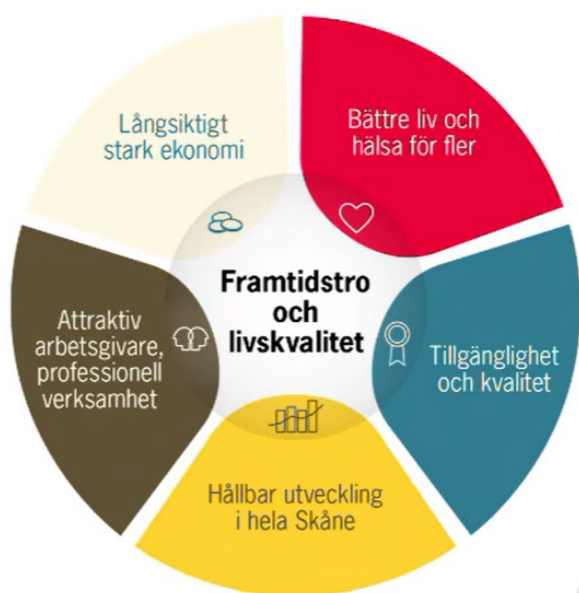 Långsiktigt
stark ekonomi
Bättre liv och
hälsa för fler
Framtidstro
och
livskvalitet
Attraktiv
arbetsgivare,
professionell
verksamhet
Tillgänglighet
och kvalitet
Hållbar utveckling
i hela Skåne